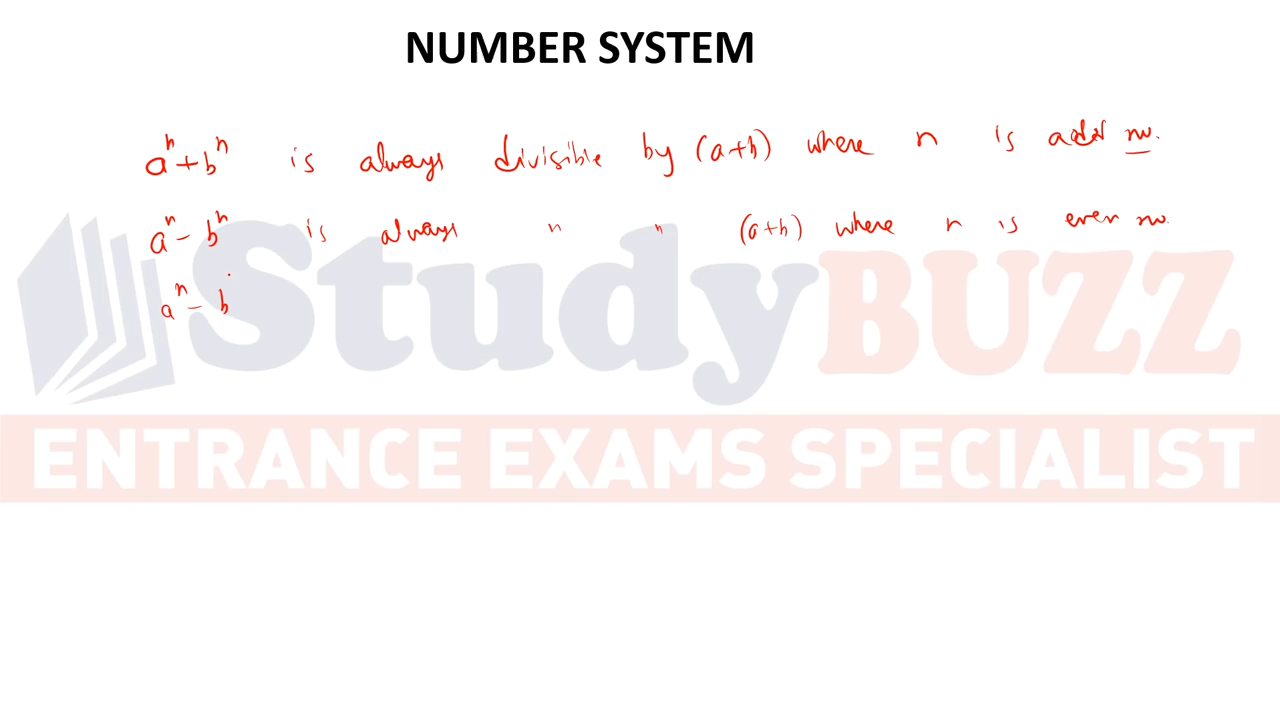 NUMBER SYSTEM
aⁿ + bⁿ is always divisible by (a+b) where n is odd no.
aⁿ - bⁿ is always " " (a+b) where n is even no.
aⁿ - b
StudyBUZZ
ENTRANCE EXAMS SPECIALIST